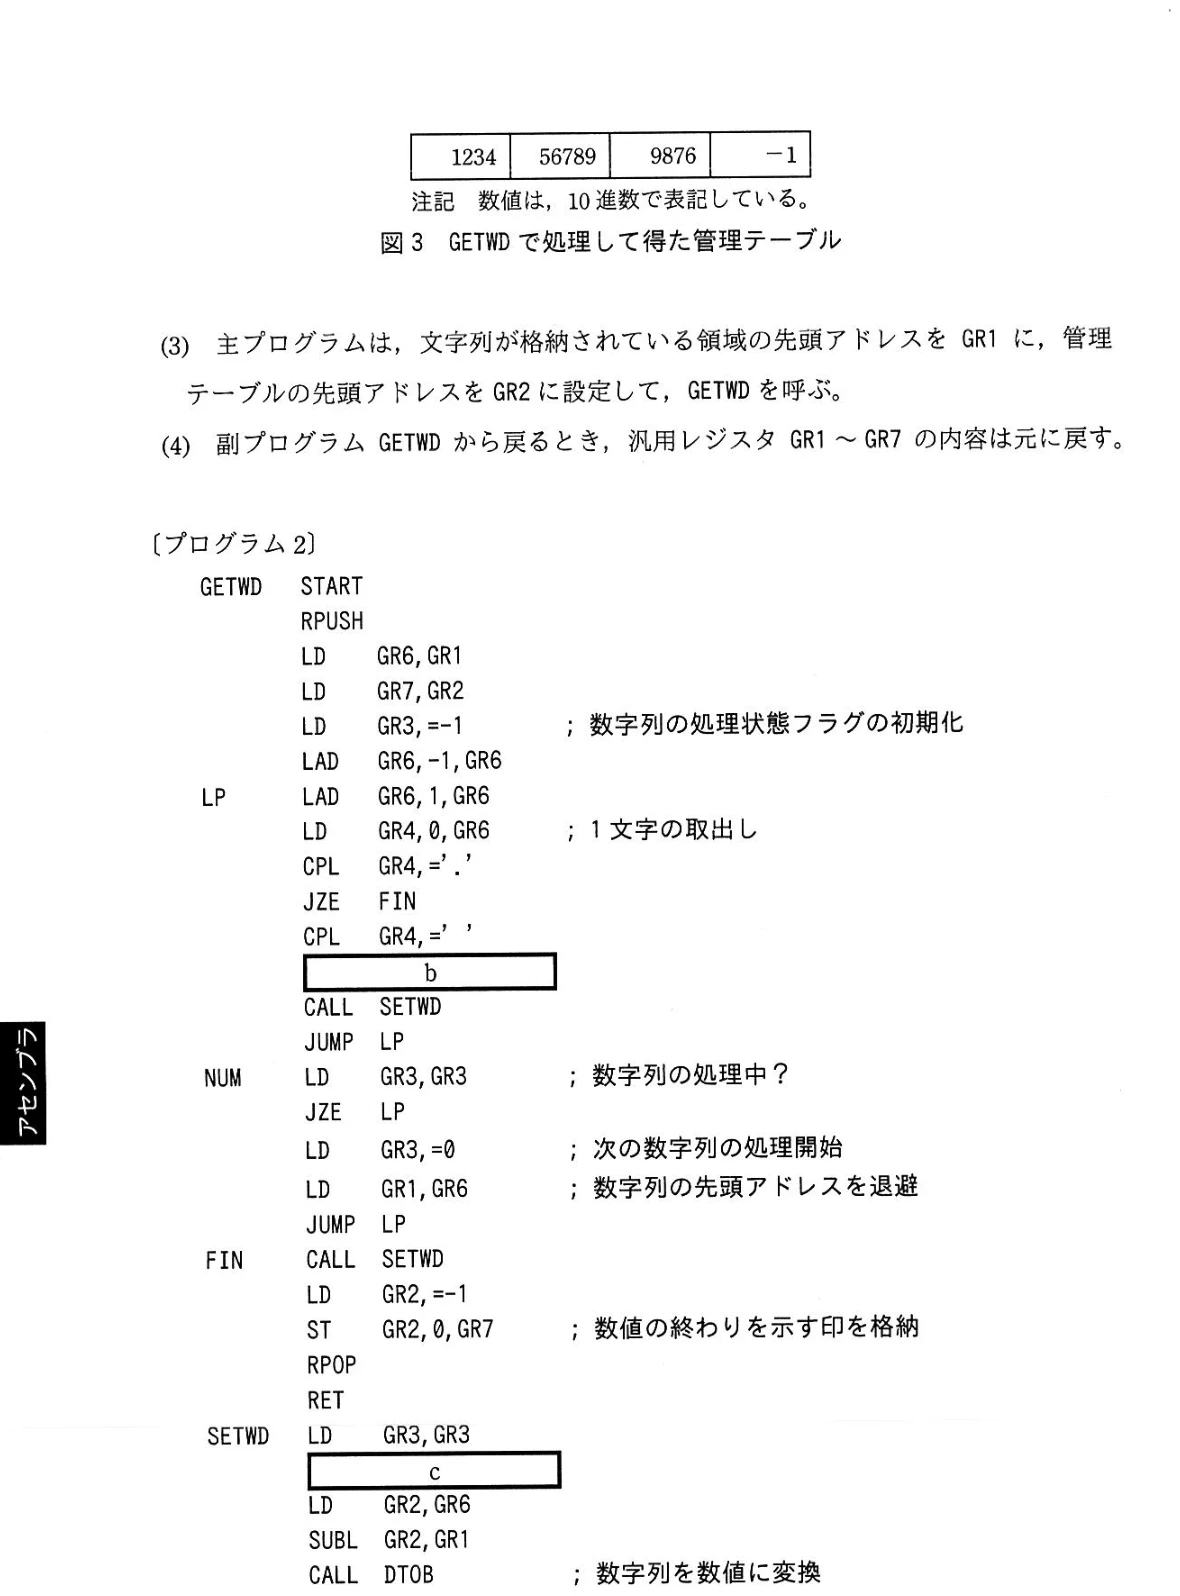 1234 56789 9876 －1
注記　数値は，10 進数で表記している。
図 3　GETWD で処理して得た管理テーブル
(3)　主プログラムは，文字列が格納されている領域の先頭アドレスを GR1 に，管理
テーブルの先頭アドレスを GR2 に設定して，GETWD を呼ぶ。
(4)　副プログラム GETWD から戻るとき，汎用レジスタ GR1 ～ GR7 の内容は元に戻す。
〔プログラム 2〕
GETWD START
RPUSH
LD GR6,GR1
LD GR7,GR2
LD GR3,=-1 ; 数字列の処理状態フラグの初期化
LAD GR6,-1,GR6
LP LAD GR6,1,GR6
LD GR4,0,GR6 ; 1 文字の取出し
CPL GR4,='.'
JZE FIN
CPL GR4,=' '
b
CALL SETWD
JUMP LP
NUM LD GR3,GR3 ; 数字列の処理中？
JZE LP
LD GR3,=0 ; 次の数字列の処理開始
LD GR1,GR6 ; 数字列の先頭アドレスを退避
JUMP LP
FIN CALL SETWD
LD GR2,=-1
ST GR2,0,GR7 ; 数値の終わりを示す印を格納
RPOP
RET
SETWD LD GR3,GR3
c
LD GR2,GR6
SUBL GR2,GR1
CALL DTOB ; 数字列を数値に変換
アセンブラ